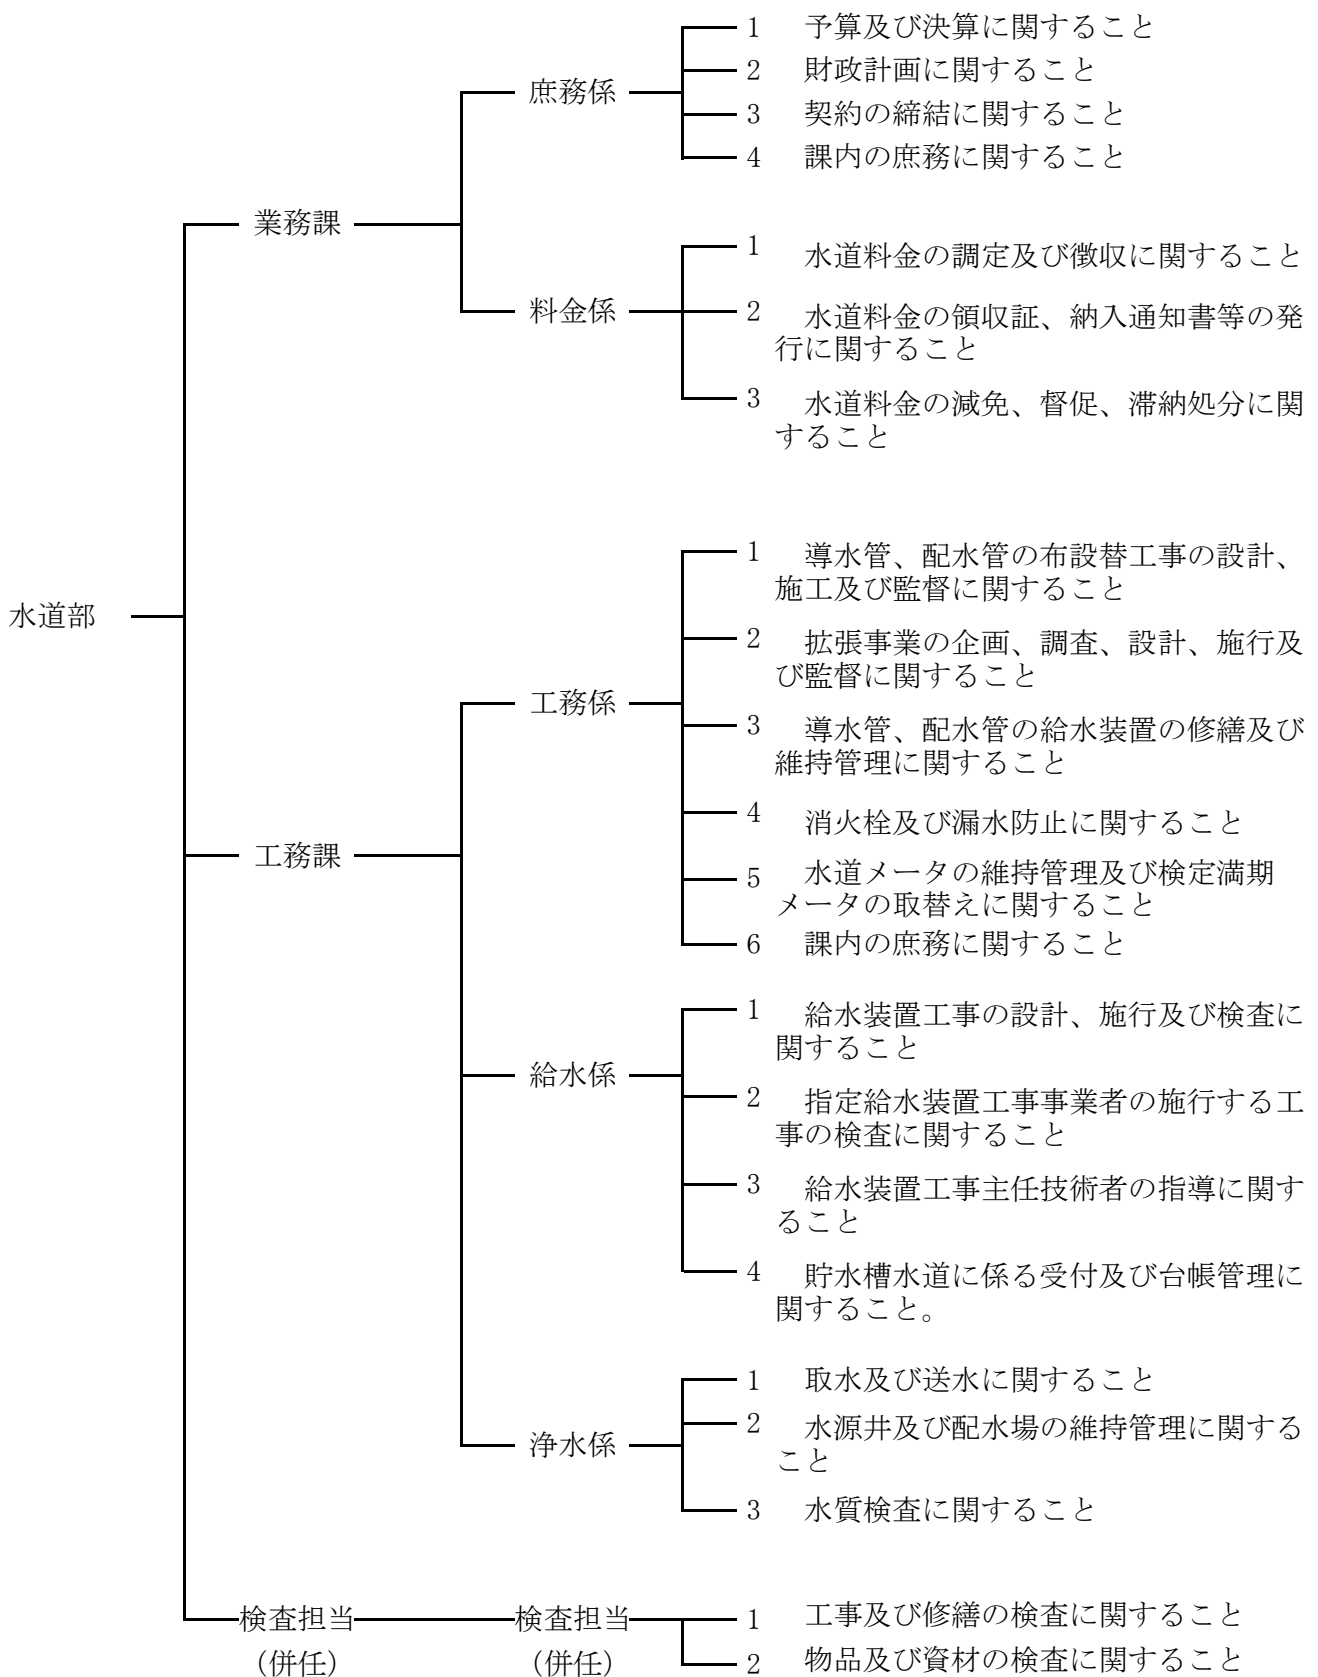 水道部
業務課
庶務係
1 予算及び決算に関すること
2 財政計画に関すること
3 契約の締結に関すること
4 課内の庶務に関すること
料金係
1 水道料金の調定及び徴収に関すること
2 水道料金の領収証、納入通知書等の発
行に関すること
3 水道料金の減免、督促、滞納処分に関
すること
工務課
工務係
1 導水管、配水管の布設替工事の設計、
施工及び監督に関すること
2 拡張事業の企画、調査、設計、施行及
び監督に関すること
3 導水管、配水管の給水装置の修繕及び
維持管理に関すること
4 消火栓及び漏水防止に関すること
5 水道メータの維持管理及び検定満期
メータの取替えに関すること
6 課内の庶務に関すること
給水係
1 給水装置工事の設計、施行及び検査に
関すること
2 指定給水装置工事事業者の施行する工
事の検査に関すること
3 給水装置工事主任技術者の指導に関す
ること
4 貯水槽水道に係る受付及び台帳管理に
関すること。
浄水係
1 取水及び送水に関すること
2 水源井及び配水場の維持管理に関する
こと
3 水質検査に関すること
検査担当
(併任)
検査担当
(併任)
1 工事及び修繕の検査に関すること
2 物品及び資材の検査に関すること